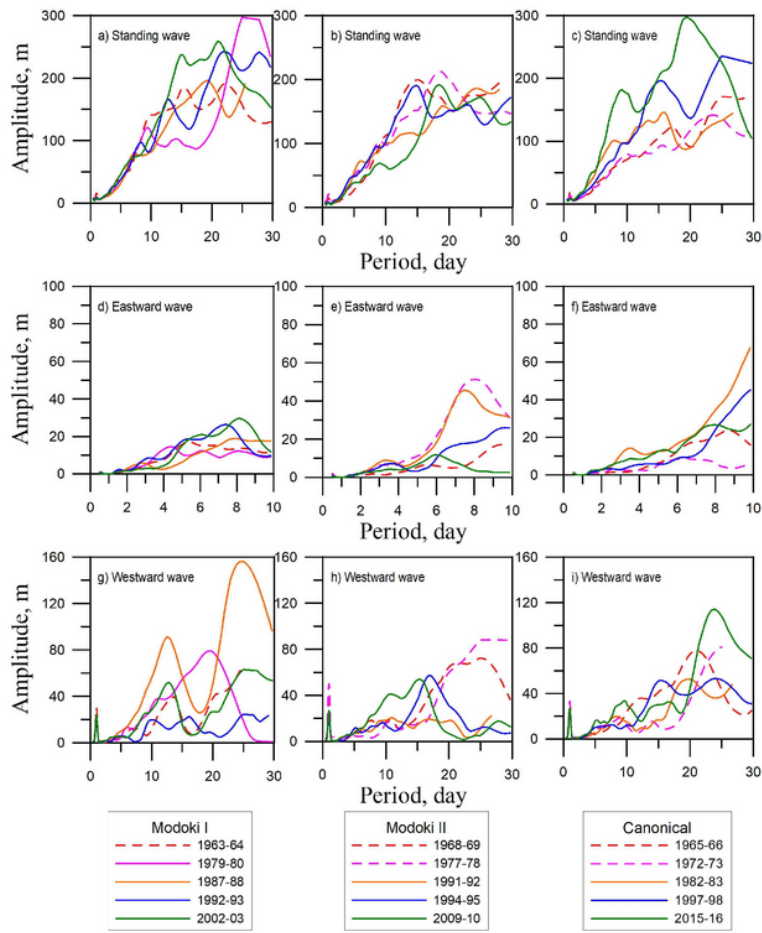 a) Standing wave
b) Standing wave
c) Standing wave
Amplitude, m
300
200
100
0
0 10 20 30
300
200
100
0
0 10 20 30
300
200
100
0
0 10 20 30
Period, day
d) Eastward wave
e) Eastward wave
f) Eastward wave
Amplitude, m
100
80
60
40
20
0
0 2 4 6 8 10
100
80
60
40
20
0
0 2 4 6 8 10
100
80
60
40
20
0
0 2 4 6 8 10
Period, day
g) Westward wave
h) Westward wave
i) Westward wave
Amplitude, m
160
120
80
40
0
0 10 20 30
160
120
80
40
0
0 10 20 30
160
120
80
40
0
0 10 20 30
Period, day
Modoki I
1963-64
1979-80
1987-88
1992-93
2002-03
Modoki II
1968-69
1977-78
1991-92
1994-95
2009-10
Canonical
1965-66
1972-73
1982-83
1997-98
2015-16